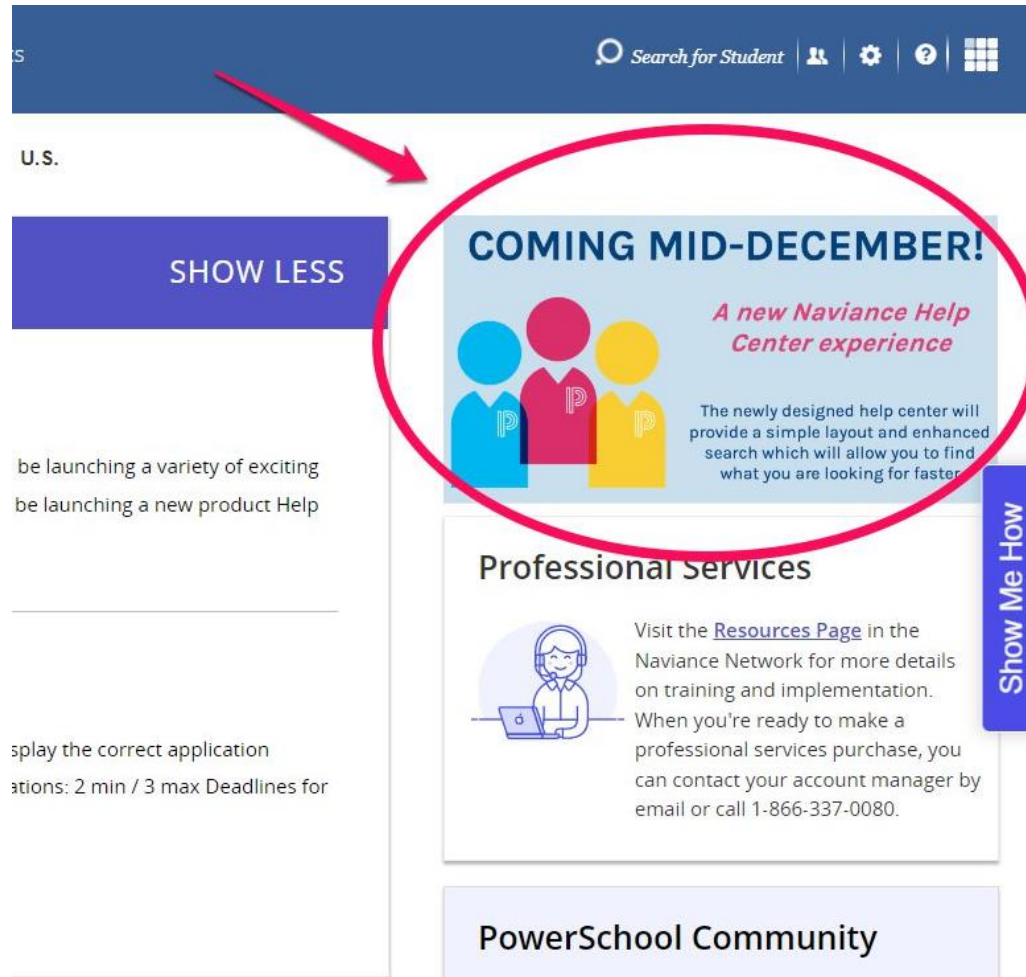 Search for Student
U.S.
SHOW LESS
be launching a variety of exciting
be launching a new product Help
splay the correct application
ations: 2 min / 3 max Deadlines for
COMING MID-DECEMBER!
A new Naviance Help
Center experience
The newly designed help center will
provide a simple layout and enhanced
search which will allow you to find
what you are looking for faster
Professional Services
Visit the Resources Page in the
Naviance Network for more details
on training and implementation.
When you're ready to make a
professional services purchase, you
can contact your account manager by
email or call 1-866-337-0080.
Show Me How
PowerSchool Community